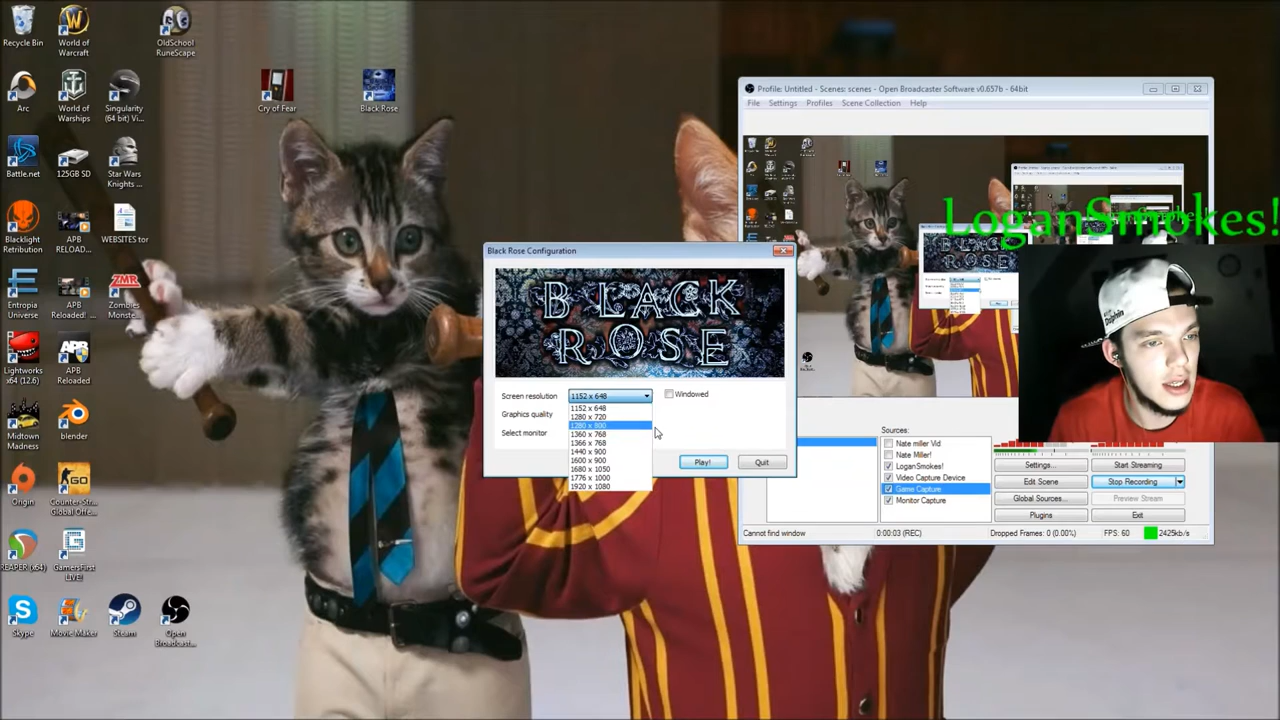 Recycle Bin
World of
Warcraft
OldSchool
RuneScape
Arc
World of
Warships
Singularity
(64 bit) Vi...
Cry of Fear
Black Rose
Battle.net
125GB SD
Star Wars
Knights ...
Blacklight
Retribution
APB
RELOAD...
WEBSITES tor
Entropia
Universe
APB
Reloaded: ...
Zombies
Monste...
Lightworks
x64 (12.6)
APB
Reloaded
Midtown
Madness
blender
Origin
Counter-Str...
Global Offe...
REAPER (x64)
GamersFirst
LIVE!
Skype
Movie Maker
Steam
Open
Broadcast...
Profile: Untitled - Scenes: scenes - Open Broadcaster Software v0.657b - 64bit
File Settings Profiles Scene Collection Help
LoganSmokes!
BLACK
ROSE
Black Rose Configuration
BLACK
ROSE
Screen resolution 1152 x 648 Windowed
Graphics quality
Select monitor
1152 x 648
1280 x 720
1280 x 800
1360 x 768
1366 x 768
1440 x 900
1600 x 900
1680 x 1050
1776 x 1000
1920 x 1080
Play! Quit
Sources:
Nate miller Vid
Nate Miller!
LoganSmokes!
Video Capture Device
Game Capture
Monitor Capture
Settings... Start Streaming
Edit Scene Stop Recording
Global Sources... Preview Stream
Plugins Exit
Cannot find window 0:00:03 (REC) Dropped Frames: 0 (0.00%) FPS: 60 2425kb/s